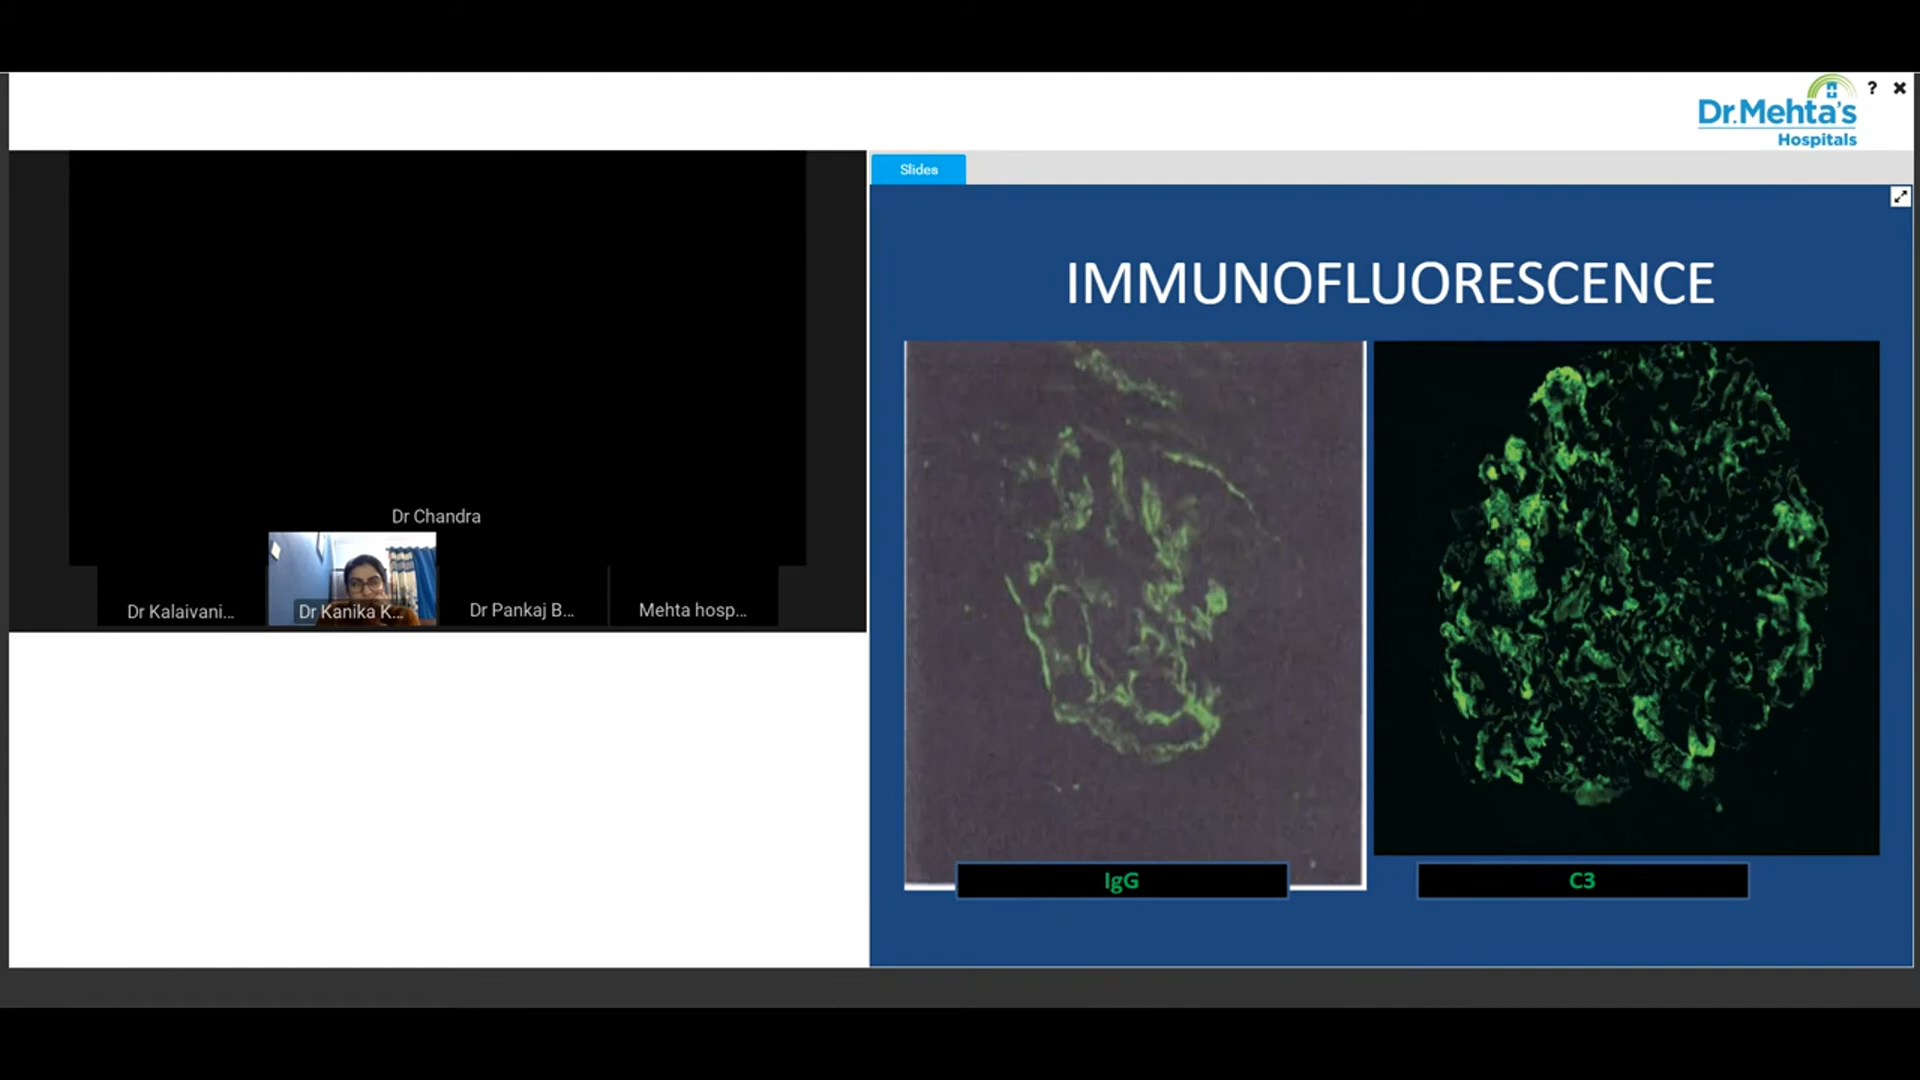 Dr.Mehta's
Hospitals
?
Slides
IMMUNOFLUORESCENCE
Dr Chandra
Dr Kalaivani...
Dr Kanika K...
Dr Pankaj B...
Mehta hosp...
IgG
C3